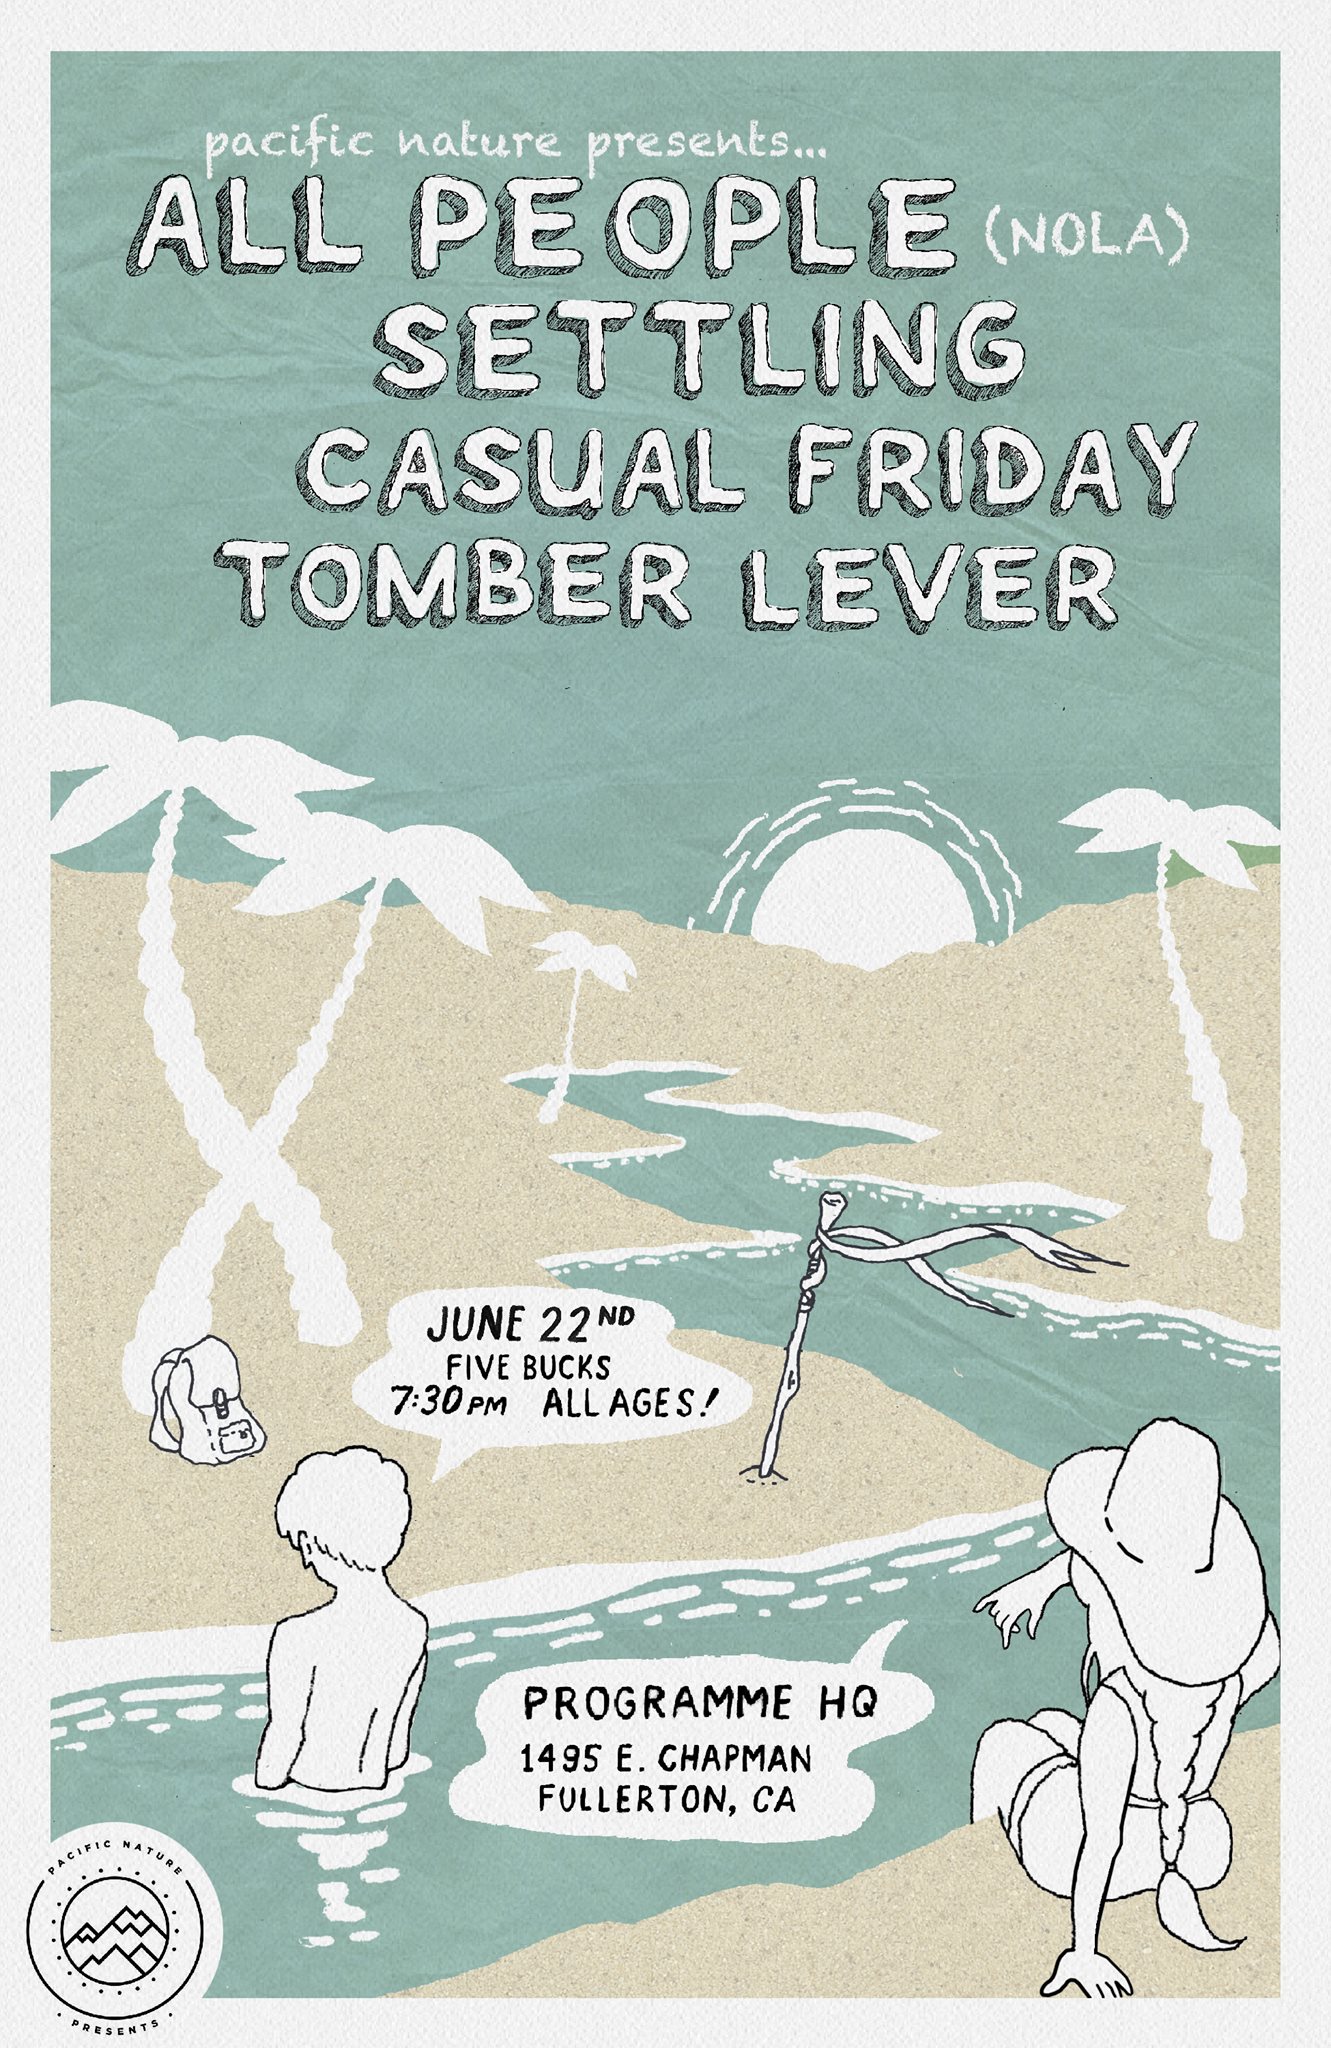 pacific nature presents...
ALL PEOPLE (NOLA)
SETTLING
CASUAL FRIDAY
TOMBER LEVER
JUNE 22ND
FIVE BUCKS
7:30PM ALL AGES!
PROGRAMME HQ
1495 E. CHAPMAN
FULLERTON, CA
PACIFIC NATURE
PRESENTS